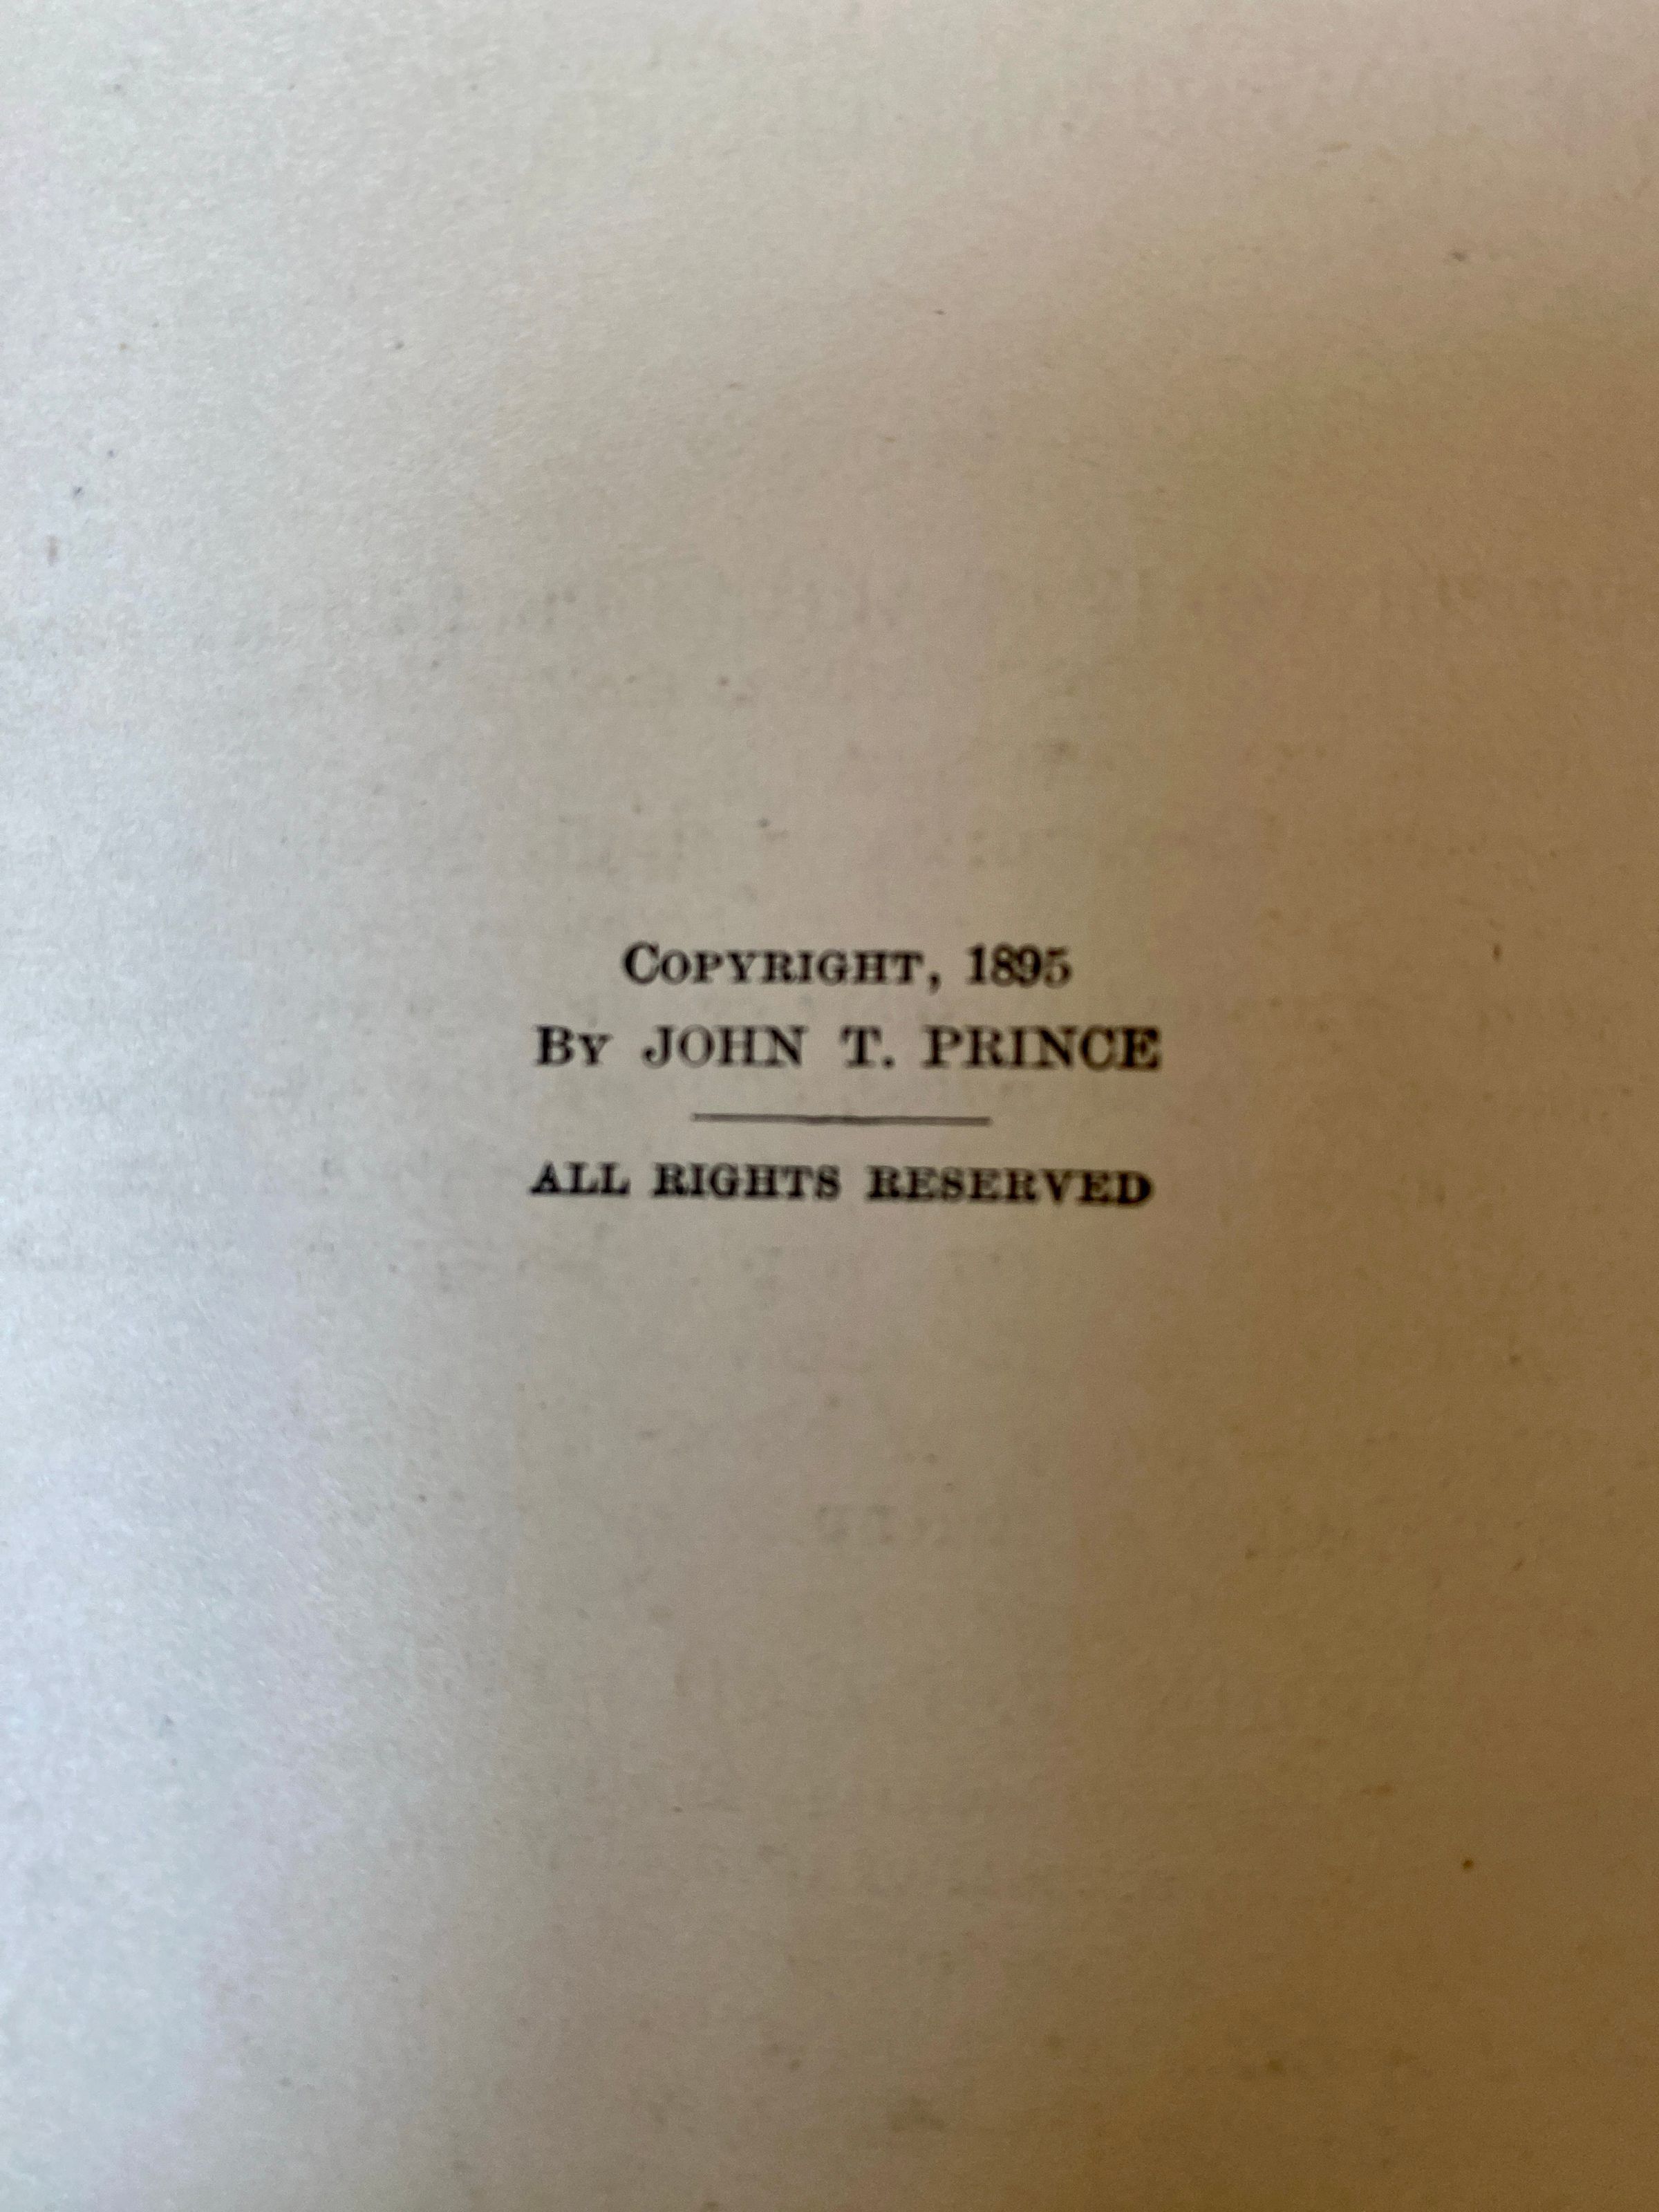 COPYRIGHT, 1895
BY JOHN T. PRINCE
ALL RIGHTS RESERVED